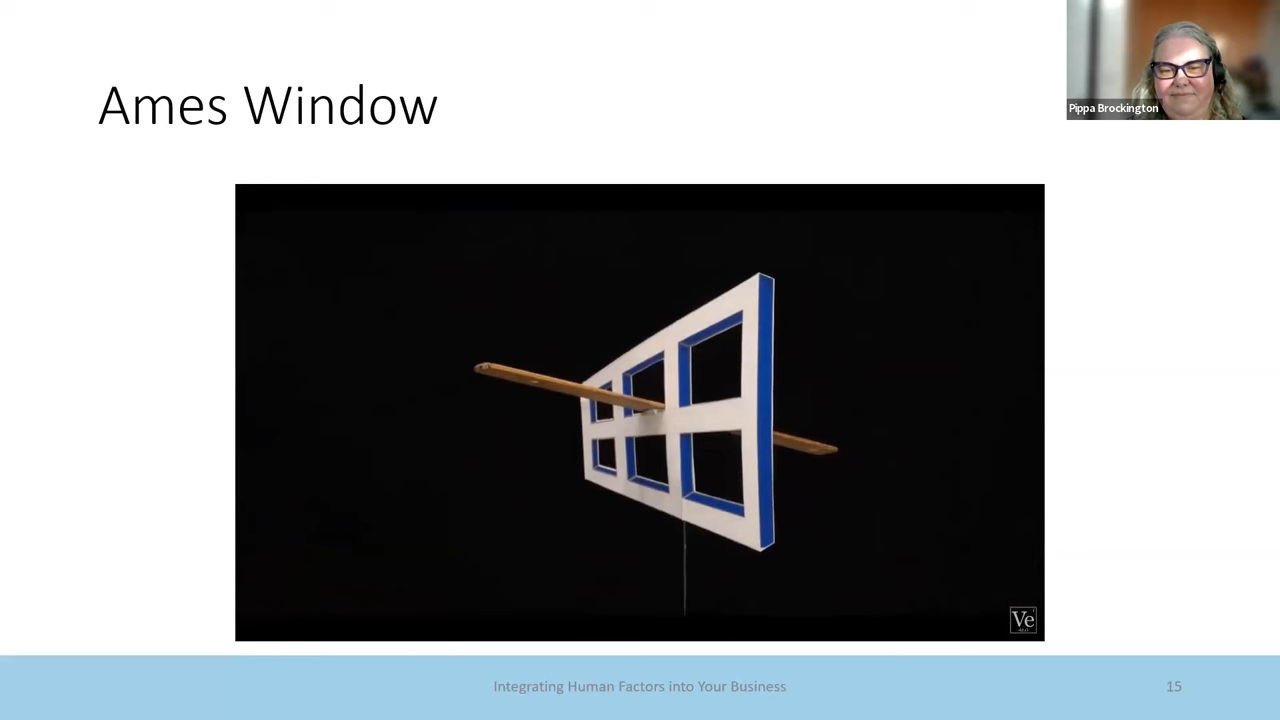 Ames Window
Pippa Brockington
Ve
Integrating Human Factors into Your Business
15